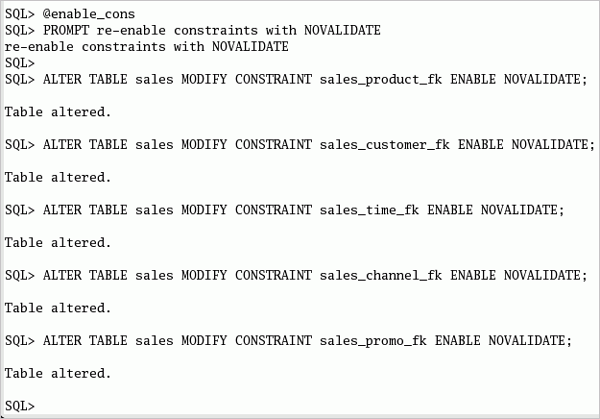 SQL> @enable_cons
SQL> PROMPT re-enable constraints with NOVALIDATE
re-enable constraints with NOVALIDATE
SQL>
SQL> ALTER TABLE sales MODIFY CONSTRAINT sales_product_fk ENABLE NOVALIDATE;
Table altered.
SQL> ALTER TABLE sales MODIFY CONSTRAINT sales_customer_fk ENABLE NOVALIDATE;
Table altered.
SQL> ALTER TABLE sales MODIFY CONSTRAINT sales_time_fk ENABLE NOVALIDATE;
Table altered.
SQL> ALTER TABLE sales MODIFY CONSTRAINT sales_channel_fk ENABLE NOVALIDATE;
Table altered.
SQL> ALTER TABLE sales MODIFY CONSTRAINT sales_promo_fk ENABLE NOVALIDATE;
Table altered.
SQL>